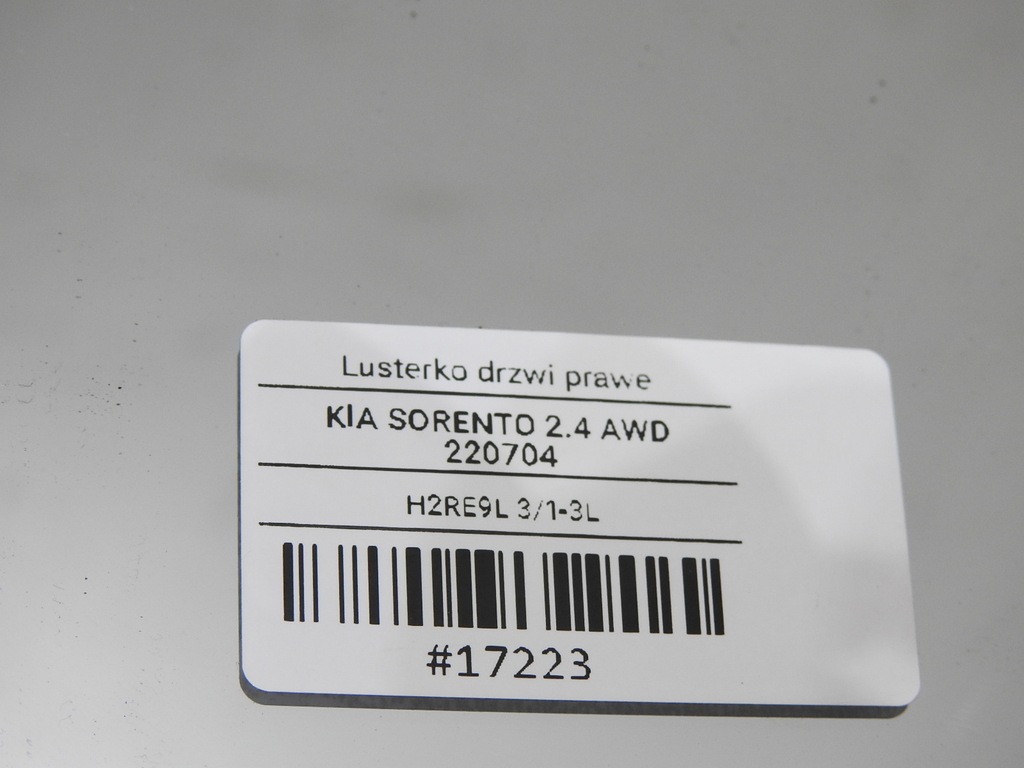 Lusterko drzwi prawe
KIA SORENTO 2.4 AWD
220704
H2RE9L 3/1-3L
#17223